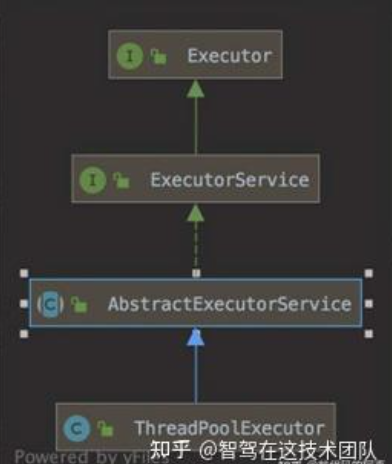 I Executor
I ExecutorService
C AbstractExecutorService
C ThreadPoolExecutor
Powered by yFiles
知乎 @智驾在这技术团队